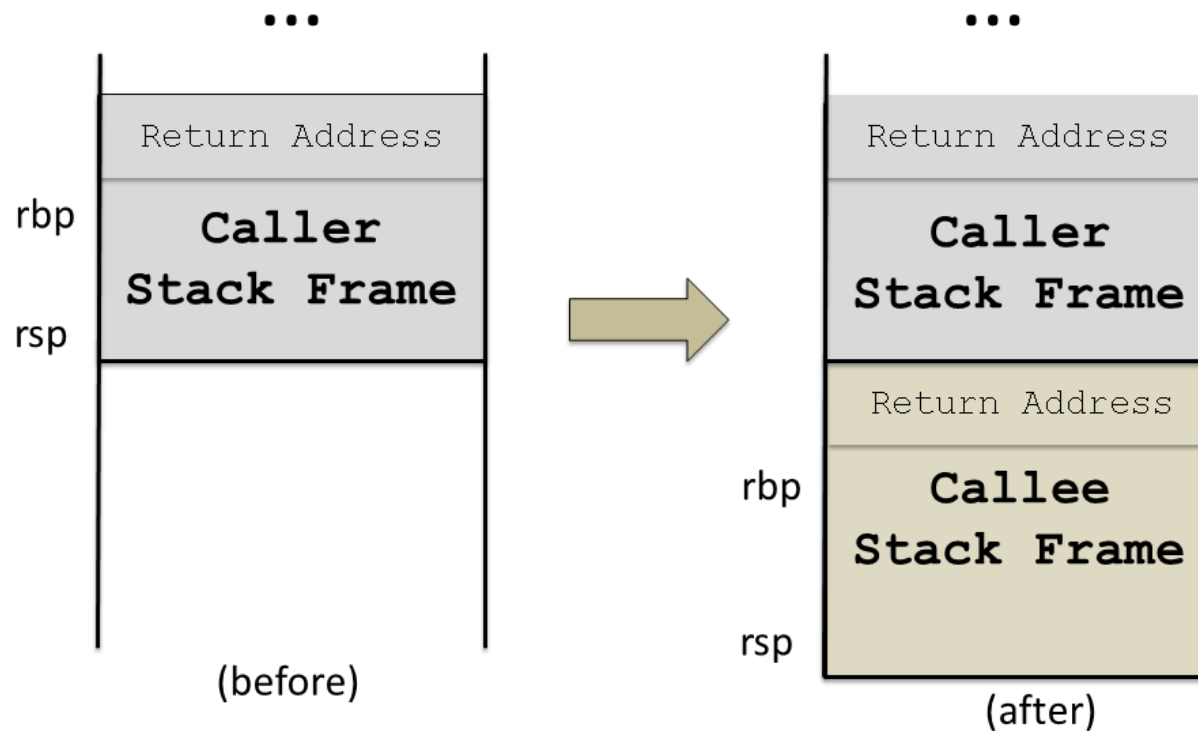 ...
Return Address
rbp
Caller
Stack Frame
rsp
(before)
...
Return Address
Caller
Stack Frame
Return Address
rbp
Callee
Stack Frame
rsp
(after)